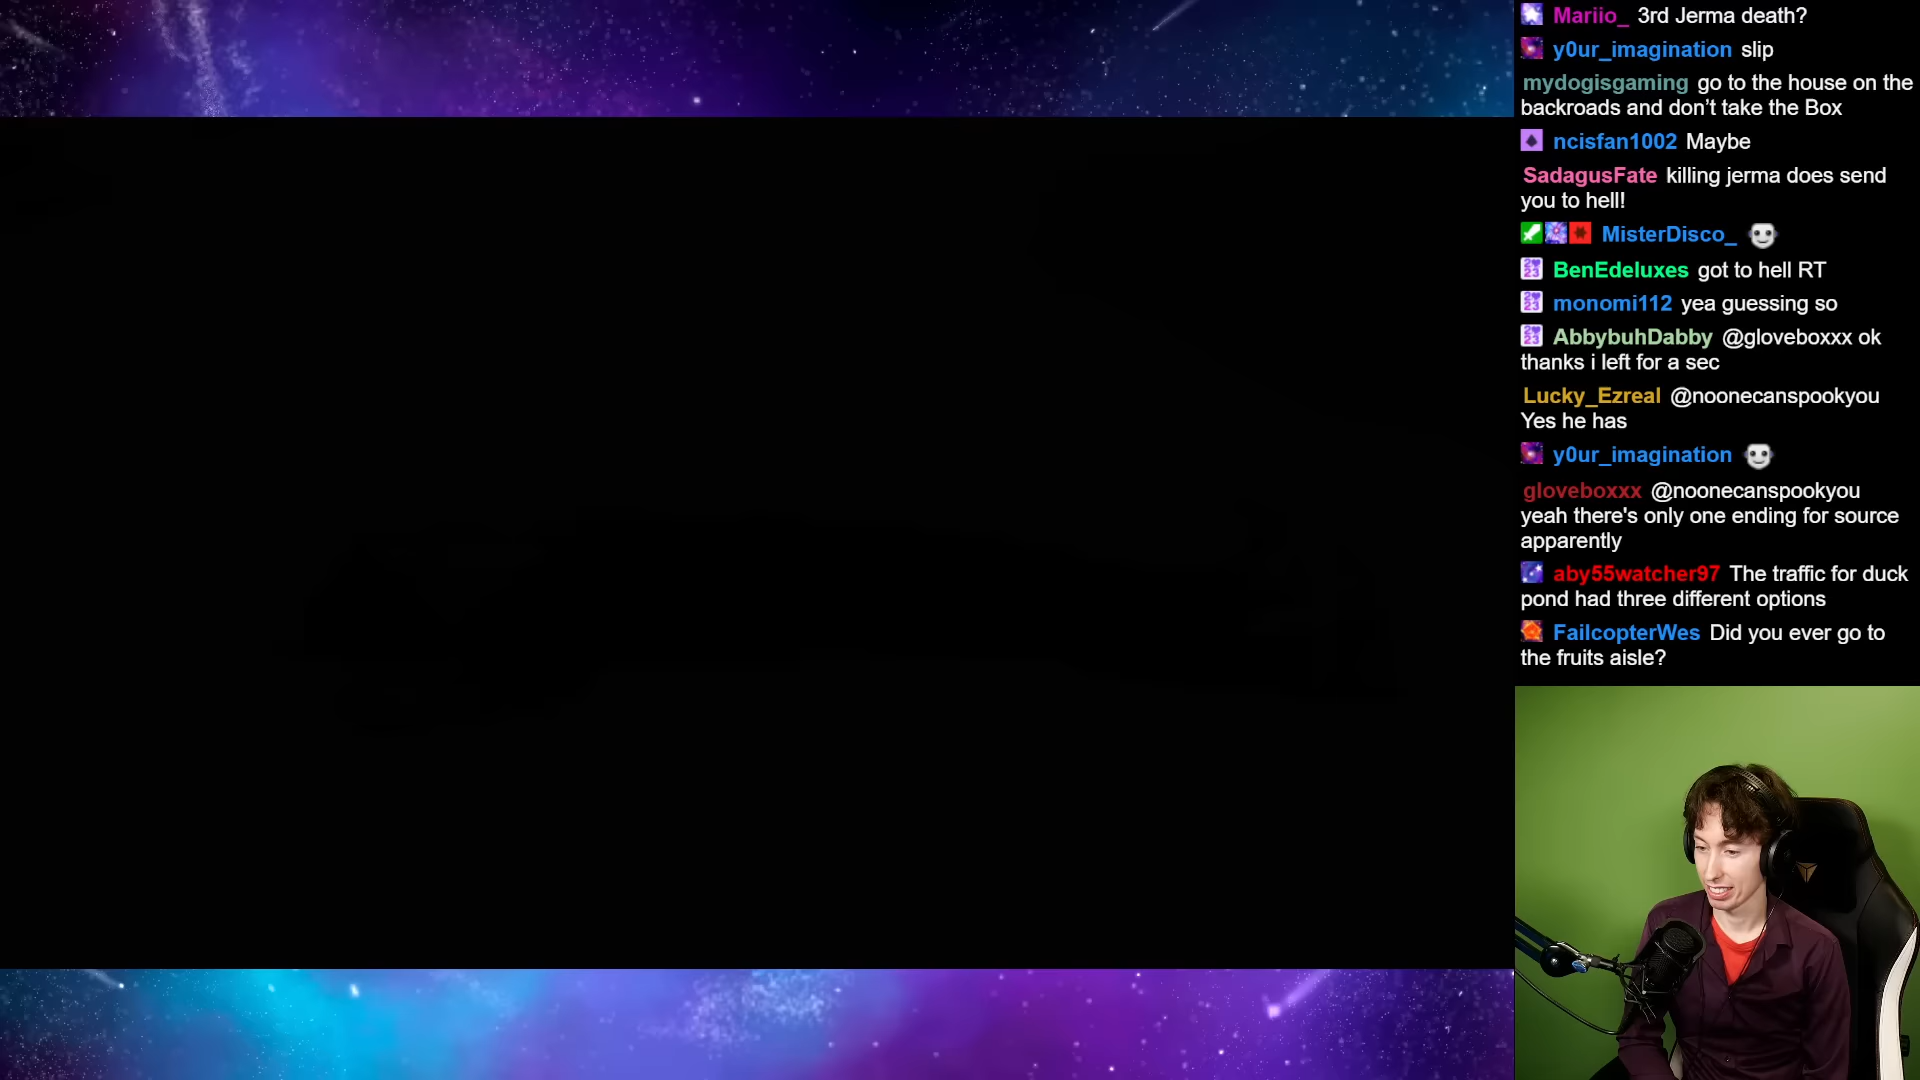 Mariio_ 3rd Jerma death?
y0ur_imagination slip
mydogisgaming go to the house on the
backroads and don’t take the Box
ncisfan1002 Maybe
SadagusFate killing jerma does send
you to hell!
MisterDisco_
BenEdeluxes got to hell RT
monomi112 yea guessing so
AbbybuhDabby @gloveboxxx ok
thanks i left for a sec
Lucky_Ezreal @noonecanspookyou
Yes he has
y0ur_imagination
gloveboxxx @noonecanspookyou
yeah there's only one ending for source
apparently
aby55watcher97 The traffic for duck
pond had three different options
FailcopterWes Did you ever go to
the fruits aisle?